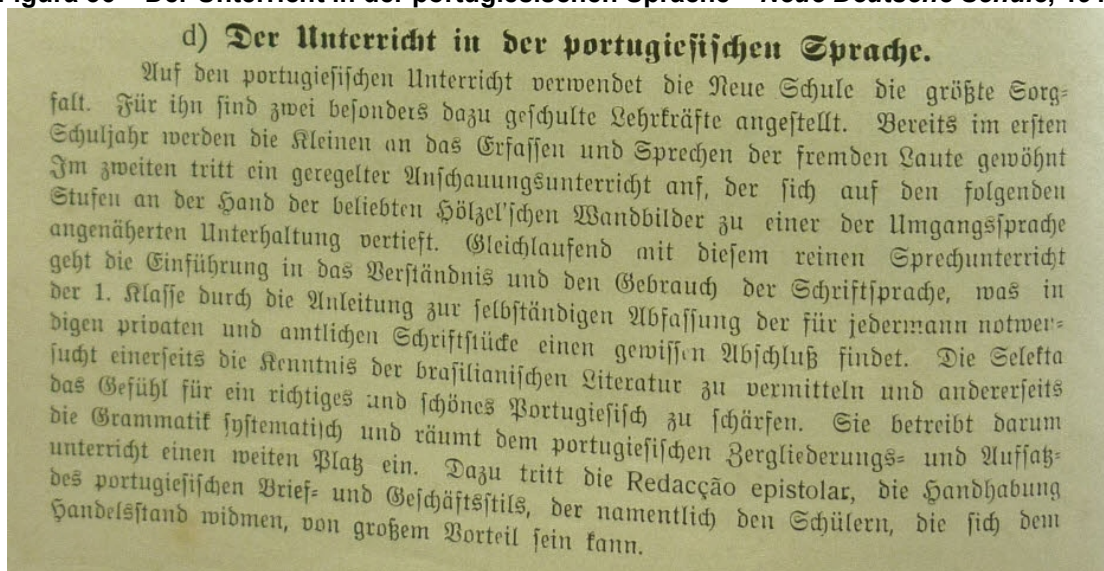 Der Unterricht in der portugiesischen Sprache – Neue Deutsche Schule, 191
d) Der Unterricht in der portugiesischen Sprache.
Auf den portugiesischen Unterricht verwendet die Neue Schule die größte Sorg=
falt. Für ihn sind zwei besonders dazu geschulte Lehrkräfte angestellt. Bereits im ersten
Schuljahr werden die Kleinen an das Erfassen und Sprechen der fremden Laute gewöhnt
Im zweiten tritt ein geregelter Anschauungsunterricht anf, der sich auf den folgenden
Stufen an der Hand der beliebten Hölzel'schen Wandbilder zu einer der Umgangssprache
angenäherten Unterhaltung vertieft. Gleichlaufend mit diesem reinen Sprechunterricht
geht die Einführung in das Verständnis und den Gebrauch der Schriftsprache, was in
der 1. Klasse durch die Anleitung zur selbständigen Abfassung der für jedermann notwer=
digen privaten und amtlichen Schriftstücke einen gewissen Abschluß findet. Die Selekta
sucht einerseits die Kenntnis der brasilianischen Literatur zu vermitteln und andererseits
das Gefühl für ein richtiges und schönes Portugiesisch zu schärfen. Sie betreibt darum
die Grammatik systematisch und räumt dem portugiesischen Zergliederungs= und Aufsatz=
unterricht einen weiten Platz ein. Dazu tritt die Redacção epistolar, die Handhabung
des portugiesischen Brief= und Geschäftsstils, der namentlich den Schülern, die sich dem
Handelsstand widmen, von großem Vorteil sein kann.